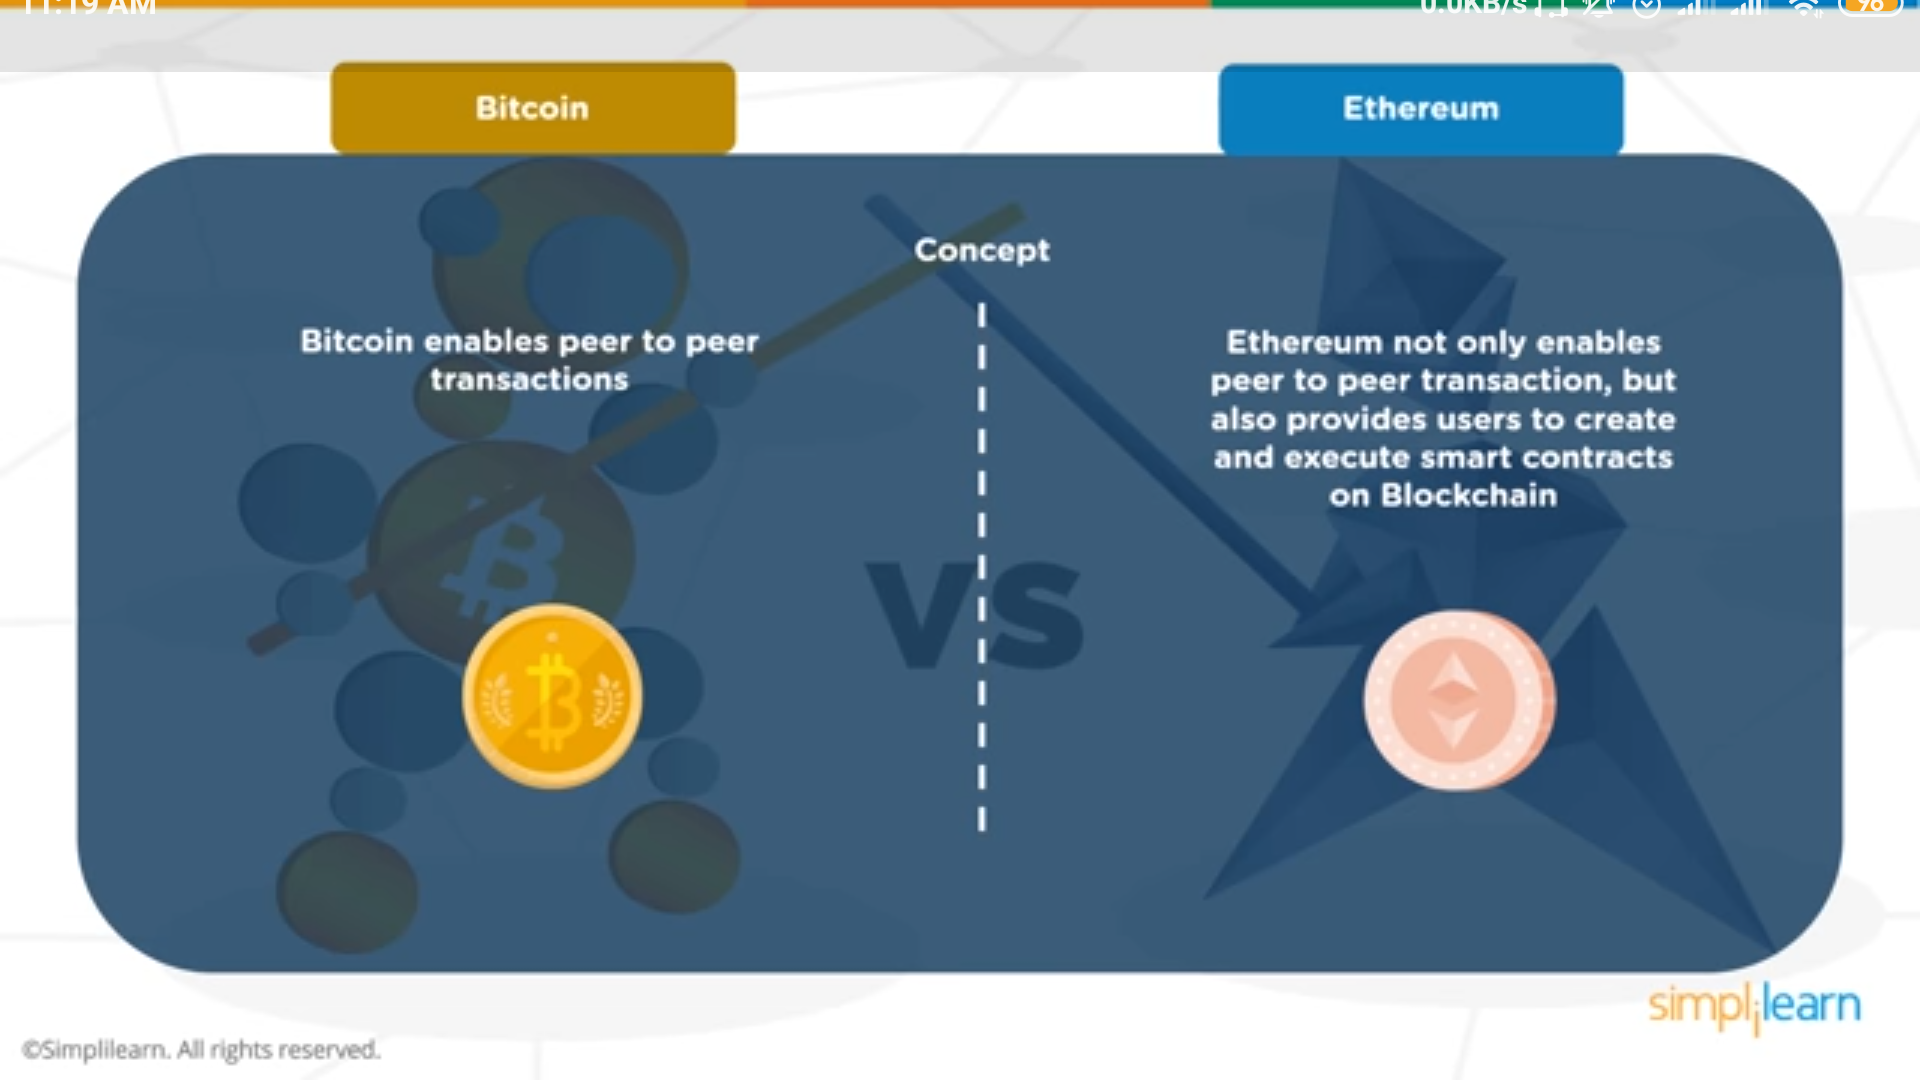 11:19 AM
0.0KB/s
96
Bitcoin
Ethereum
Concept
Bitcoin enables peer to peer
transactions
Ethereum not only enables
peer to peer transaction, but
also provides users to create
and execute smart contracts
on Blockchain
VS
simplilearn
©Simplilearn. All rights reserved.